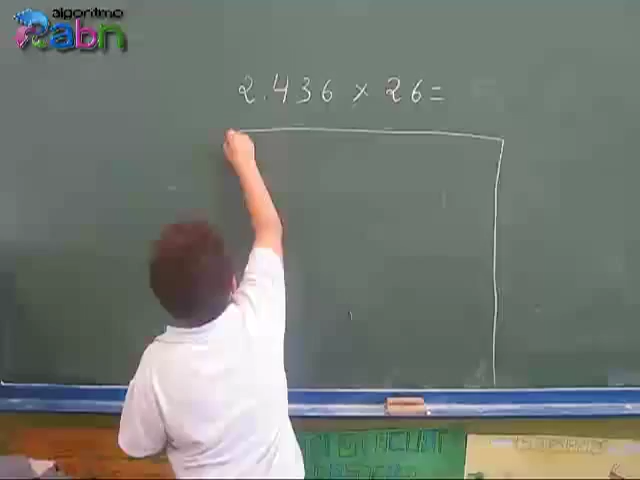 algoritmo
abn
2.436 x 26=